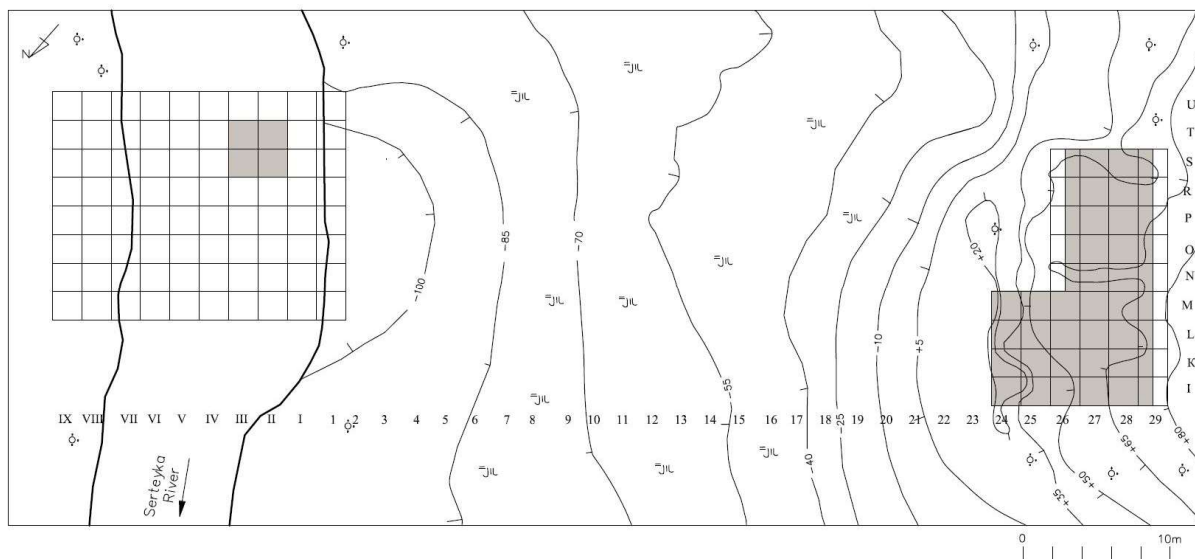 N
U
T
S
R
P
O
N
M
L
K
I
-85
-70
-100
+20
-10
+5
-55
-25
-40
+80
+65
+50
+35
IX VIII VII VI V IV III II I 1 2 3 4 5 6 7 8 9 10 11 12 13 14 15 16 17 18 19 20 21 22 23 24 25 26 27 28 29
Serteyka
River
0 10m